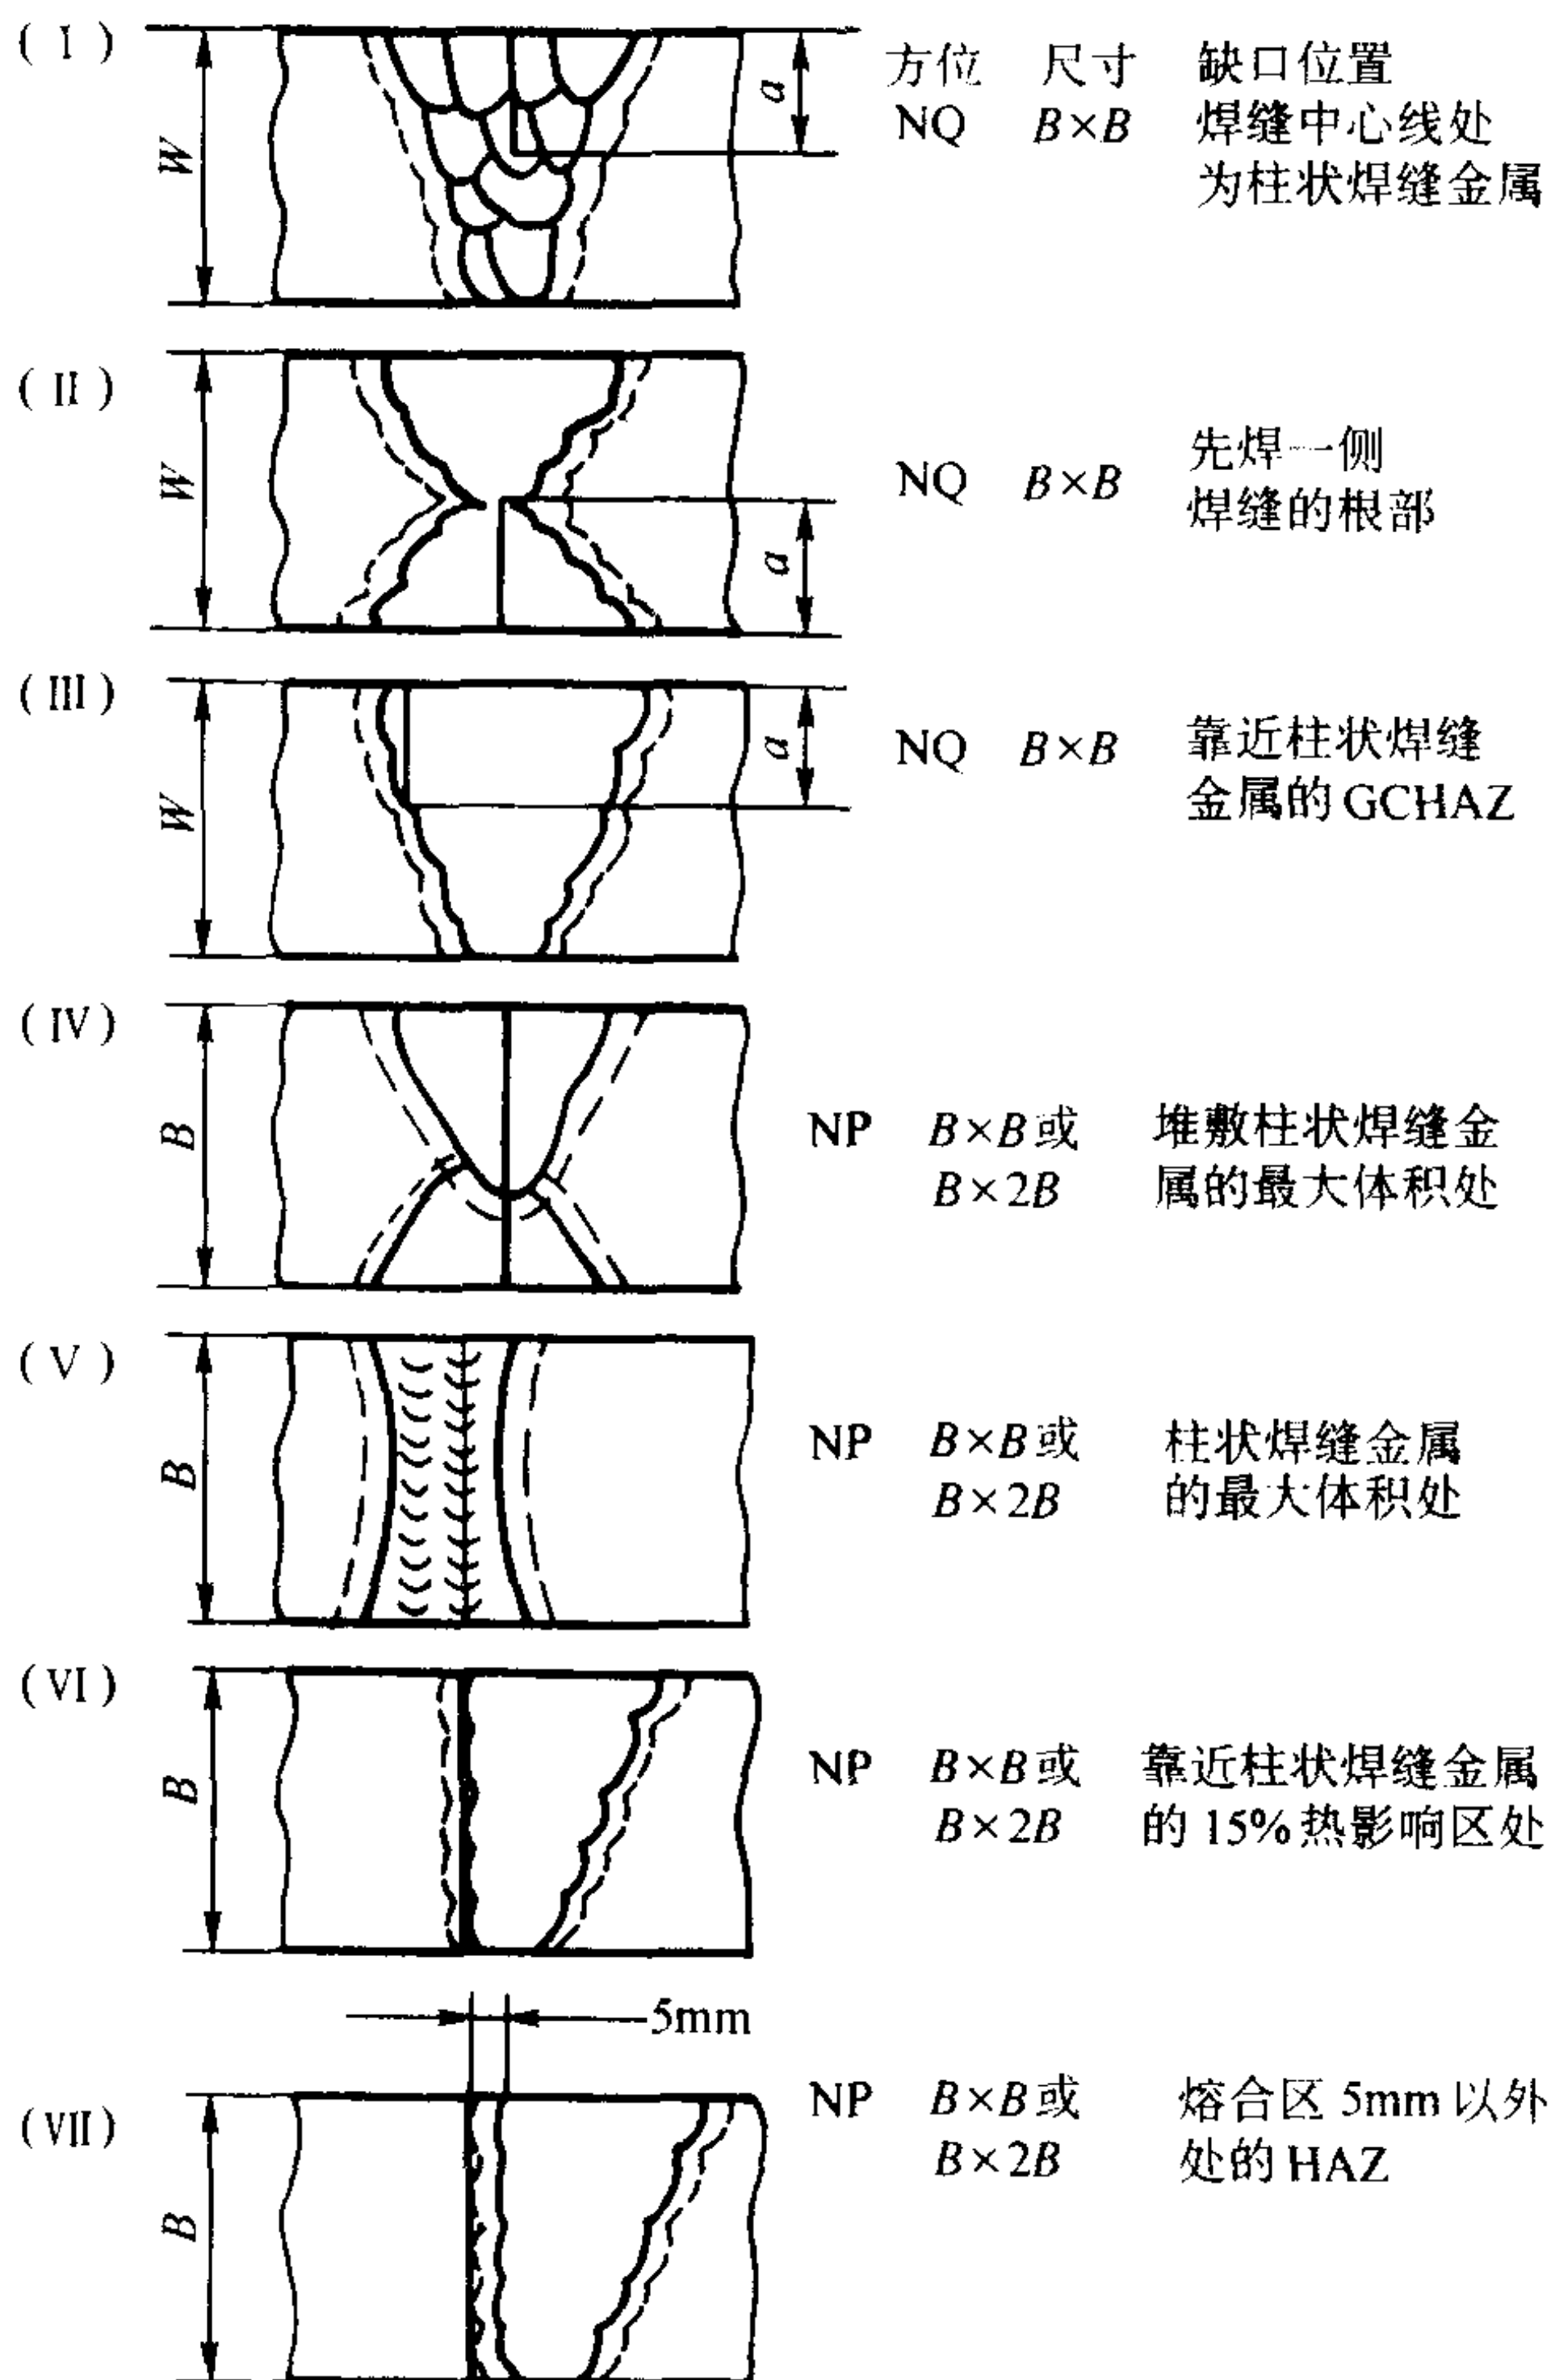 ( I )
方位 尺寸 缺口位置
NQ B×B 焊缝中心线处
为柱状焊缝金属
W
a
( II )
先焊一侧
NQ B×B
焊缝的根部
W
a
( III )
靠近柱状焊缝
NQ B×B
金属的GCHAZ
W
a
( IV )
NP B×B或 堆敷柱状焊缝金
B×2B 属的最大体积处
B
( V )
NP B×B或 柱状焊缝金属
B×2B 的最大体积处
B
( VI )
NP B×B或 靠近柱状焊缝金属
B×2B 的15%热影响区处
B
5mm
( VII )
NP B×B或 熔合区5mm以外
B×2B 处的HAZ
B